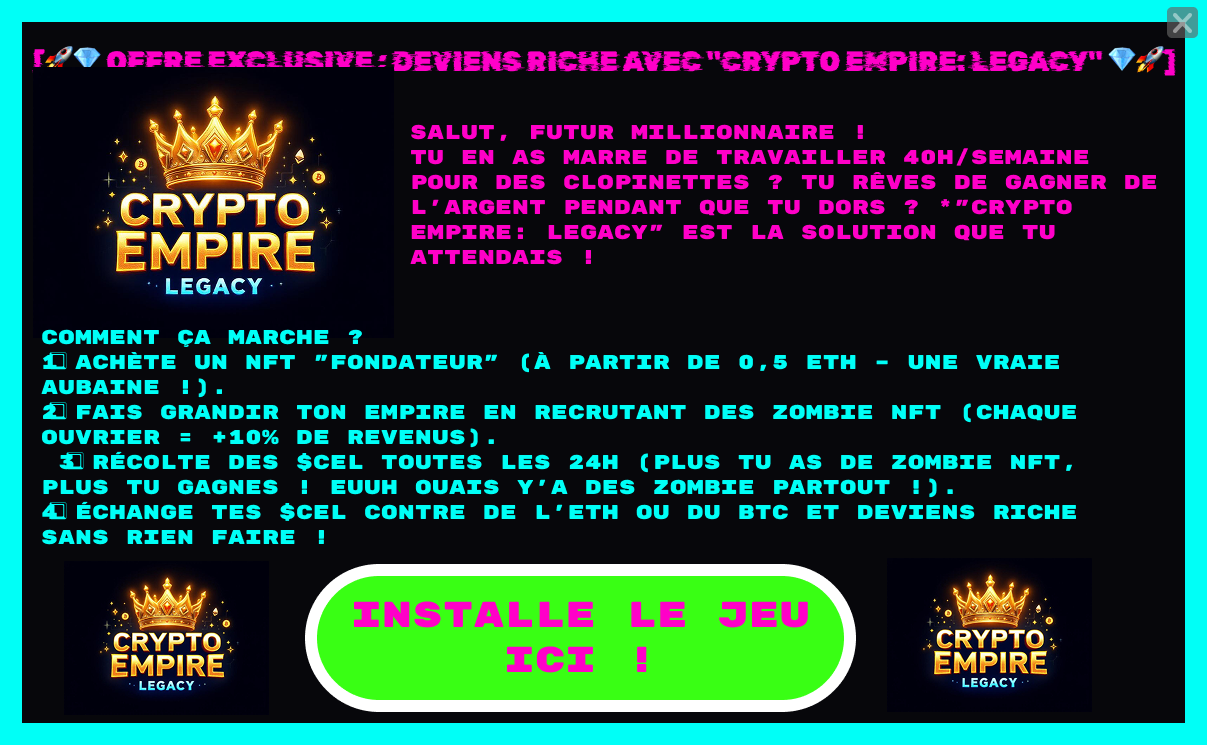 [🚀💎 OFFRE EXCLUSIVE : DEVIENS RICHE AVEC "CRYPTO EMPIRE: LEGACY" 💎🚀]
CRYPTO
EMPIRE
LEGACY
SALUT, FUTUR MILLIONNAIRE !
TU EN AS MARRE DE TRAVAILLER 40H/SEMAINE
POUR DES CLOPINETTES ? TU RÊVES DE GAGNER DE
L'ARGENT PENDANT QUE TU DORS ? *"CRYPTO
EMPIRE: LEGACY" EST LA SOLUTION QUE TU
ATTENDAIS !
COMMENT ÇA MARCHE ?
1⃣ ACHÈTE UN NFT "FONDATEUR" (À PARTIR DE 0,5 ETH – UNE VRAIE
AUBAINE !).
2⃣ FAIS GRANDIR TON EMPIRE EN RECRUTANT DES ZOMBIE NFT (CHAQUE
OUVRIER = +10% DE REVENUS).
3⃣ RÉCOLTE DES $CEL TOUTES LES 24H (PLUS TU AS DE ZOMBIE NFT,
PLUS TU GAGNES ! EUUH OUAIS Y'A DES ZOMBIE PARTOUT !).
4⃣ ÉCHANGE TES $CEL CONTRE DE L'ETH OU DU BTC ET DEVIENS RICHE
SANS RIEN FAIRE !
CRYPTO
EMPIRE
LEGACY
INSTALLE LE JEU
ICI !
CRYPTO
EMPIRE
LEGACY